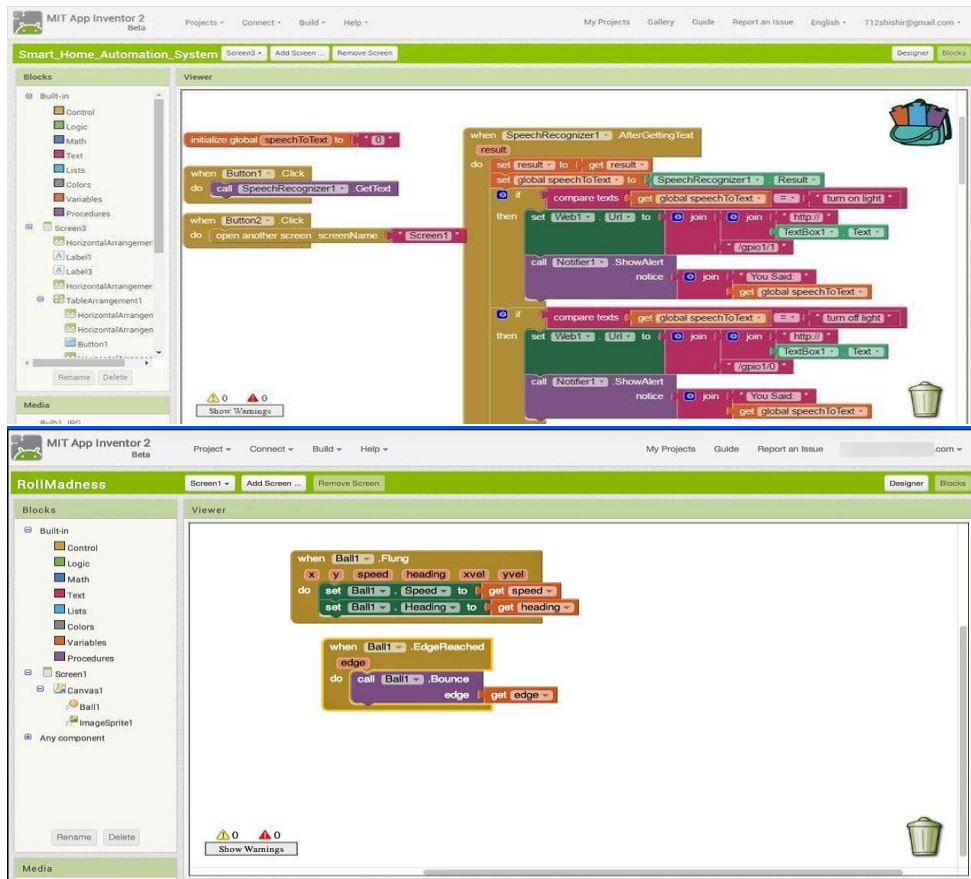 MIT App Inventor 2
Beta
Projects Connect Build Help My Projects Gallery Guide Report an Issue English 712shishir@gmail.com
Smart_Home_Automation_System Screen3 Add Screen ... Remove Screen Designer Blocks
Blocks Viewer
Built-in
Control
Logic
Math
Text
Lists
Colors
Variables
Procedures
Screen3
HorizontalArrangemer
Label1
Label3
HorizontalArrangemer
TableArrangement1
HorizontalArrangen
HorizontalArrangen
Button1
Rename Delete
Media
initialize global speechToText to " 0 "
when Button1 .Click
do call SpeechRecognizer1 .GetText
when Button2 .Click
do open another screen screenName " Screen1 "
when SpeechRecognizer1 .AfterGettingText
result
do set result to get result
set global speechToText to SpeechRecognizer1 . Result
if compare texts get global speechToText = " turn on light "
then set Web1 . Url to join join " http:// "
TextBox1 . Text
" /gpio1/1 "
call Notifier1 .ShowAlert
notice join " You Said: "
get global speechToText
if compare texts get global speechToText = " turn off light "
then set Web1 . Url to join join " http:// "
TextBox1 . Text
" /gpio1/0 "
call Notifier1 .ShowAlert
notice join " You Said: "
get global speechToText
0 0
Show Warnings
MIT App Inventor 2
Beta
Project Connect Build Help My Projects Guide Report an Issue .com
RollMadness Screen1 Add Screen ... Remove Screen Designer Blocks
Blocks Viewer
Built-in
Control
Logic
Math
Text
Lists
Colors
Variables
Procedures
Screen1
Canvas1
Ball1
ImageSprite1
Any component
Rename Delete
Media
when Ball1 .Flung
x y speed heading xvel yvel
do set Ball1 . Speed to get speed
set Ball1 . Heading to get heading
when Ball1 .EdgeReached
edge
do call Ball1 .Bounce
edge get edge
0 0
Show Warnings